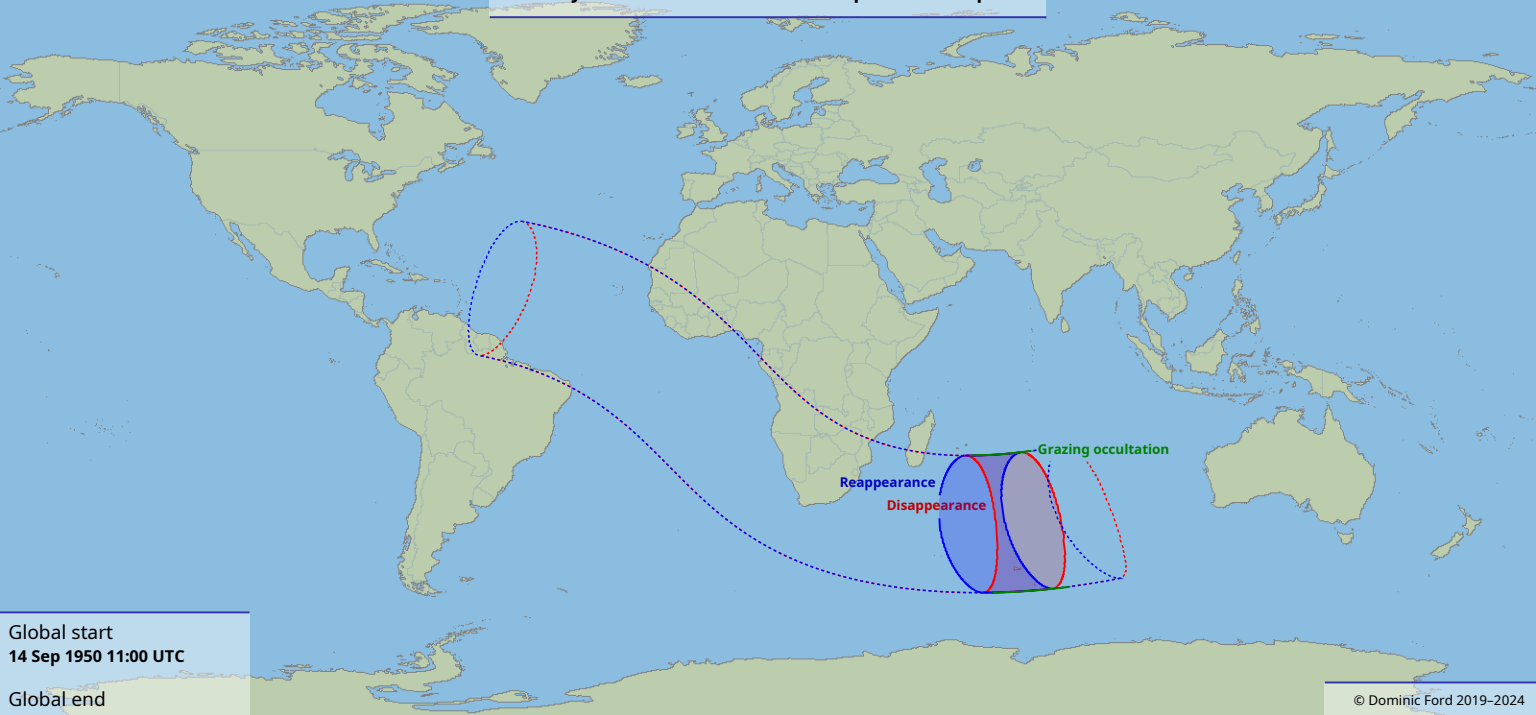 Grazing occultation
Reappearance
Disappearance
Global start
14 Sep 1950 11:00 UTC
Global end
© Dominic Ford 2019–2024